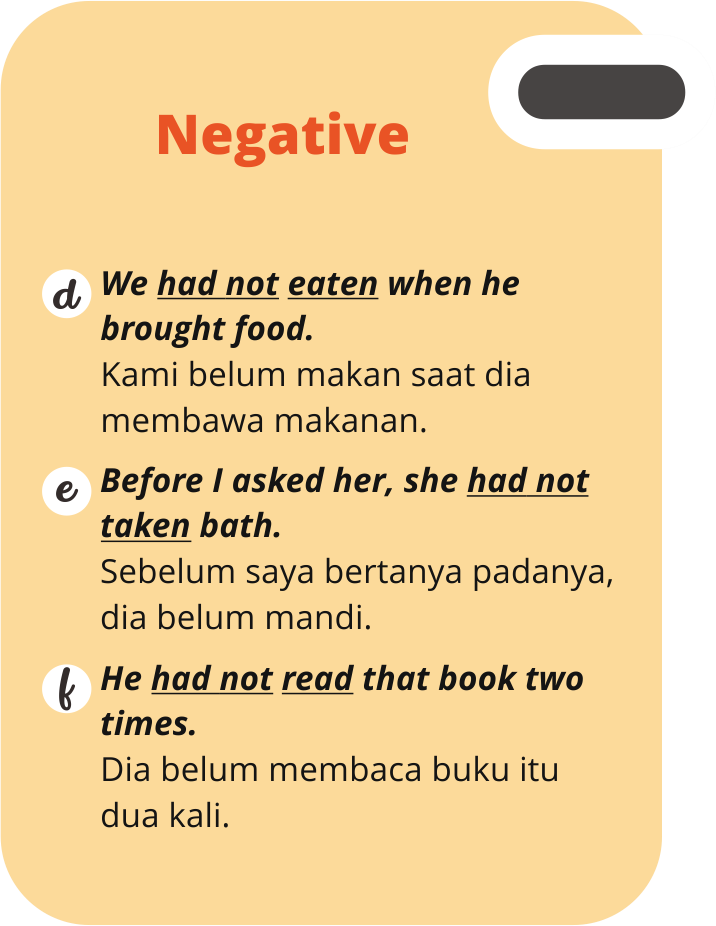 Negative
d We had not eaten when he
brought food.
Kami belum makan saat dia
membawa makanan.
e Before I asked her, she had not
taken bath.
Sebelum saya bertanya padanya,
dia belum mandi.
f He had not read that book two
times.
Dia belum membaca buku itu
dua kali.